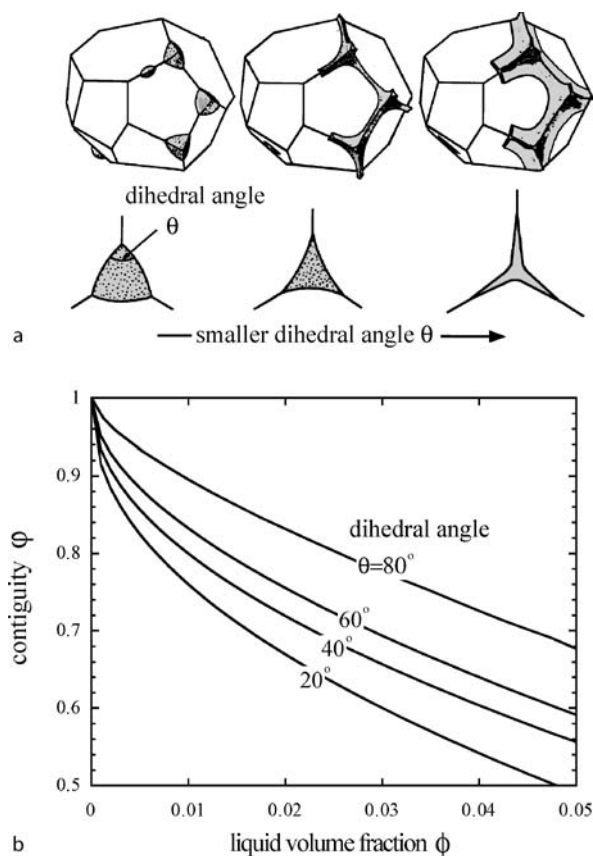 a
dihedral angle
θ
smaller dihedral angle θ
b
contiguity φ
1
0.9
0.8
0.7
0.6
0.5
dihedral angle
θ=80°
60°
40°
20°
0
0.01
0.02
0.03
0.04
0.05
liquid volume fraction ϕ